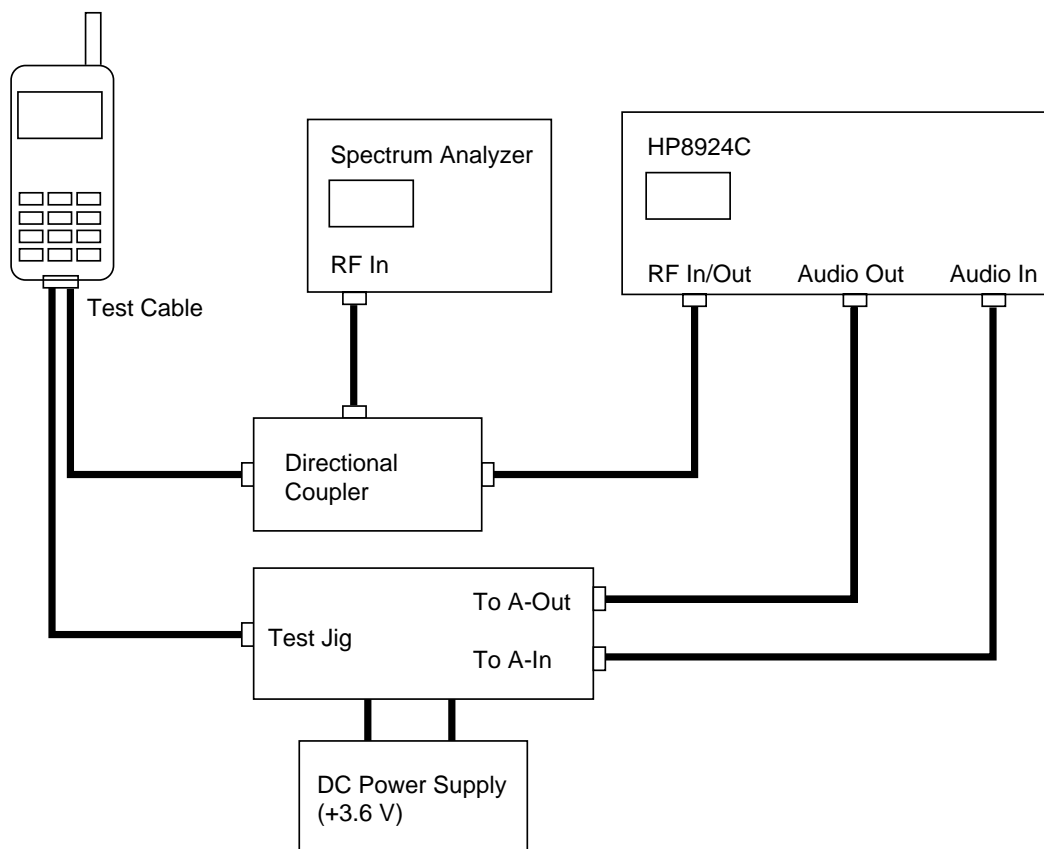 Spectrum Analyzer
HP8924C
RF In
RF In/Out
Audio Out
Audio In
Test Cable
Directional
Coupler
To A-Out
Test Jig
To A-In
DC Power Supply
(+3.6 V)